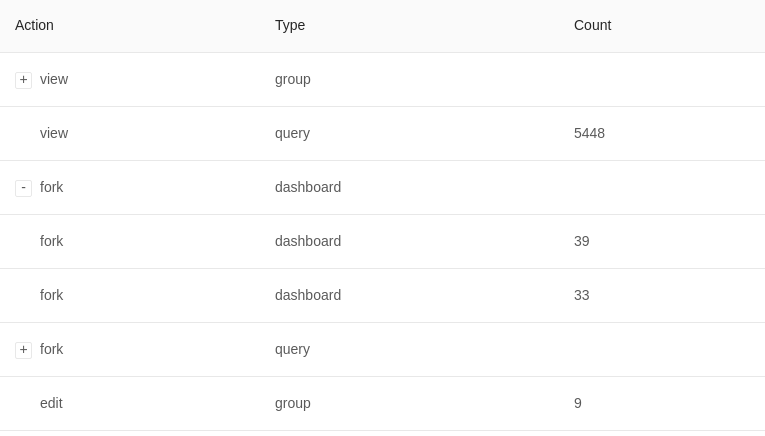 Action Type Count
+ view group
view query 5448
- fork dashboard
fork dashboard 39
fork dashboard 33
+ fork query
edit group 9